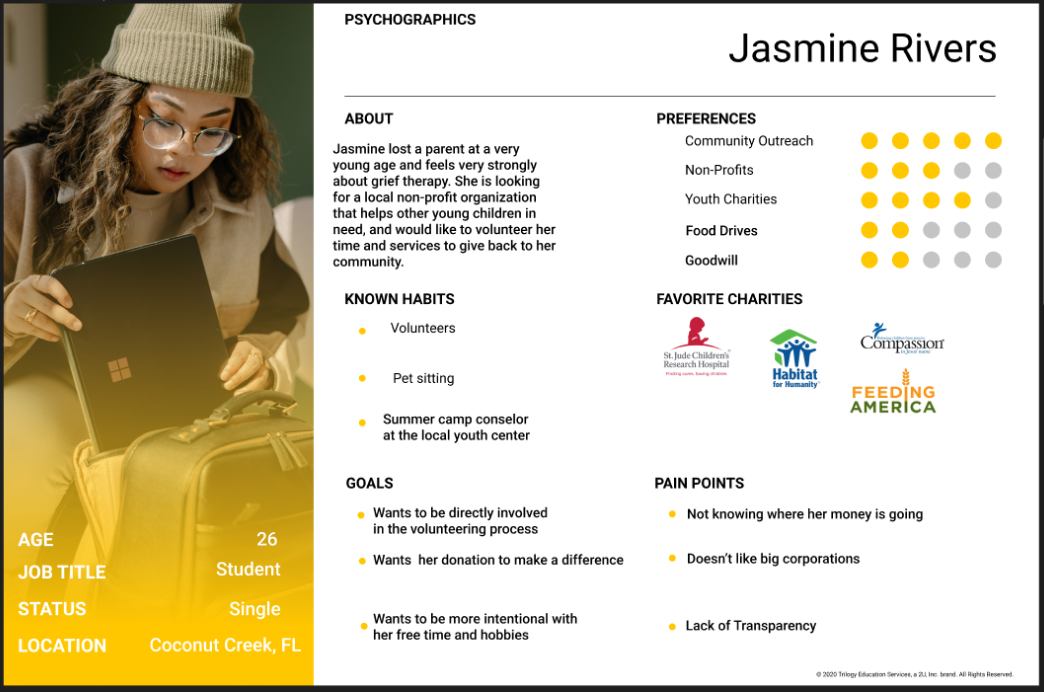 PSYCHOGRAPHICS
Jasmine Rivers
ABOUT
Jasmine lost a parent at a very
young age and feels very strongly
about grief therapy. She is looking
for a local non-profit organization
that helps other young children in
need, and would like to volunteer her
time and services to give back to her
community.
PREFERENCES
Community Outreach
Non-Profits
Youth Charities
Food Drives
Goodwill
KNOWN HABITS
Volunteers
Pet sitting
Summer camp conselor
at the local youth center
FAVORITE CHARITIES
St. Jude Children's
Research Hospital
Finding cures. Saving children.
Habitat
for Humanity
Compassion
in Jesus' name
FEEDING
AMERICA
GOALS
Wants to be directly involved
in the volunteering process
Wants  her donation to make a difference
Wants to be more intentional with
her free time and hobbies
PAIN POINTS
Not knowing where her money is going
Doesn't like big corporations
Lack of Transparency
AGE 26
JOB TITLE Student
STATUS Single
LOCATION Coconut Creek, FL
© 2020 Trilogy Education Services, a 2U, Inc. brand. All Rights Reserved.